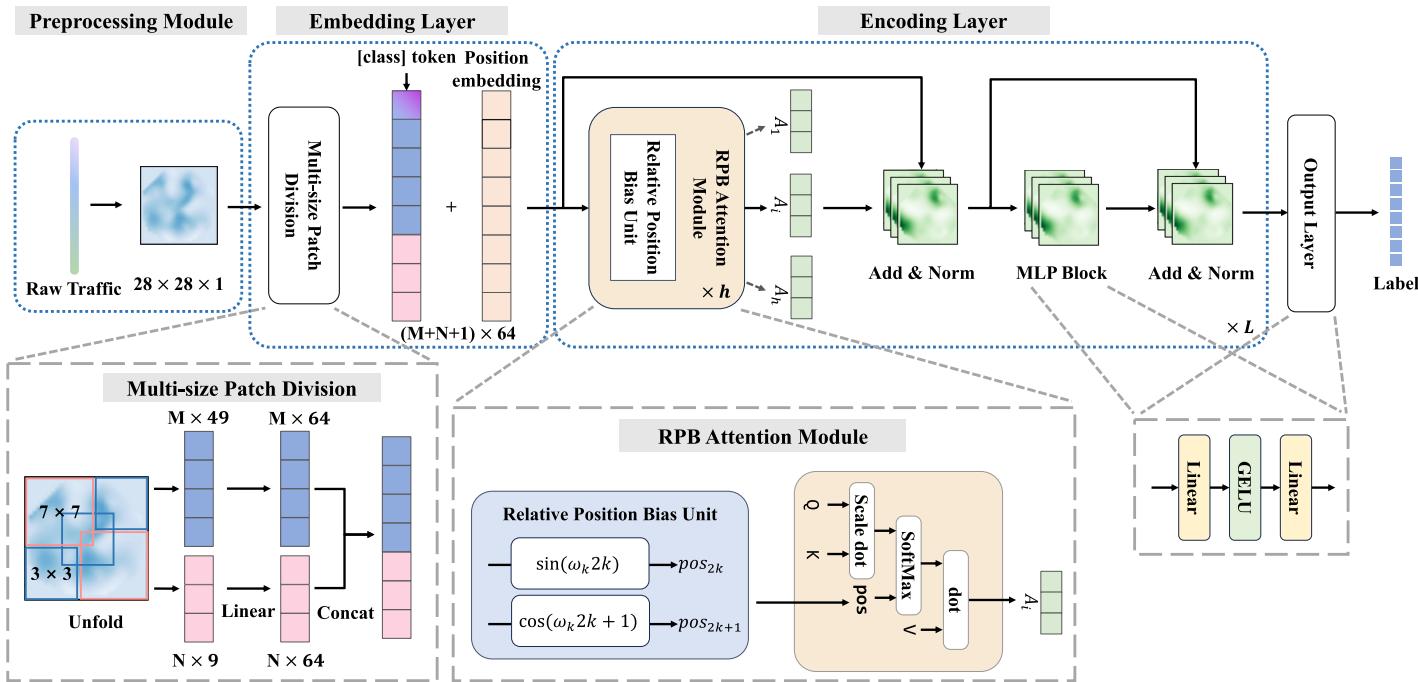 Preprocessing Module
Embedding Layer
Encoding Layer
[class] token
Position
embedding
Raw Traffic
28 × 28 × 1
Multi-size Patch
Division
+
(M+N+1) × 64
Relative Position
Bias Unit
RPB Attention
Module
× h
A₁
Aᵢ
Aₕ
Add & Norm
MLP Block
Add & Norm
× L
Output Layer
Label
Multi-size Patch Division
M × 49
M × 64
7 × 7
3 × 3
Unfold
Linear
Concat
N × 9
N × 64
RPB Attention Module
Relative Position Bias Unit
sin(ωₖ2k)
pos₂ₖ
cos(ωₖ2k + 1)
pos₂ₖ₊₁
Q
K
Scale dot
pos
SoftMax
V
dot
Aᵢ
Linear
GELU
Linear